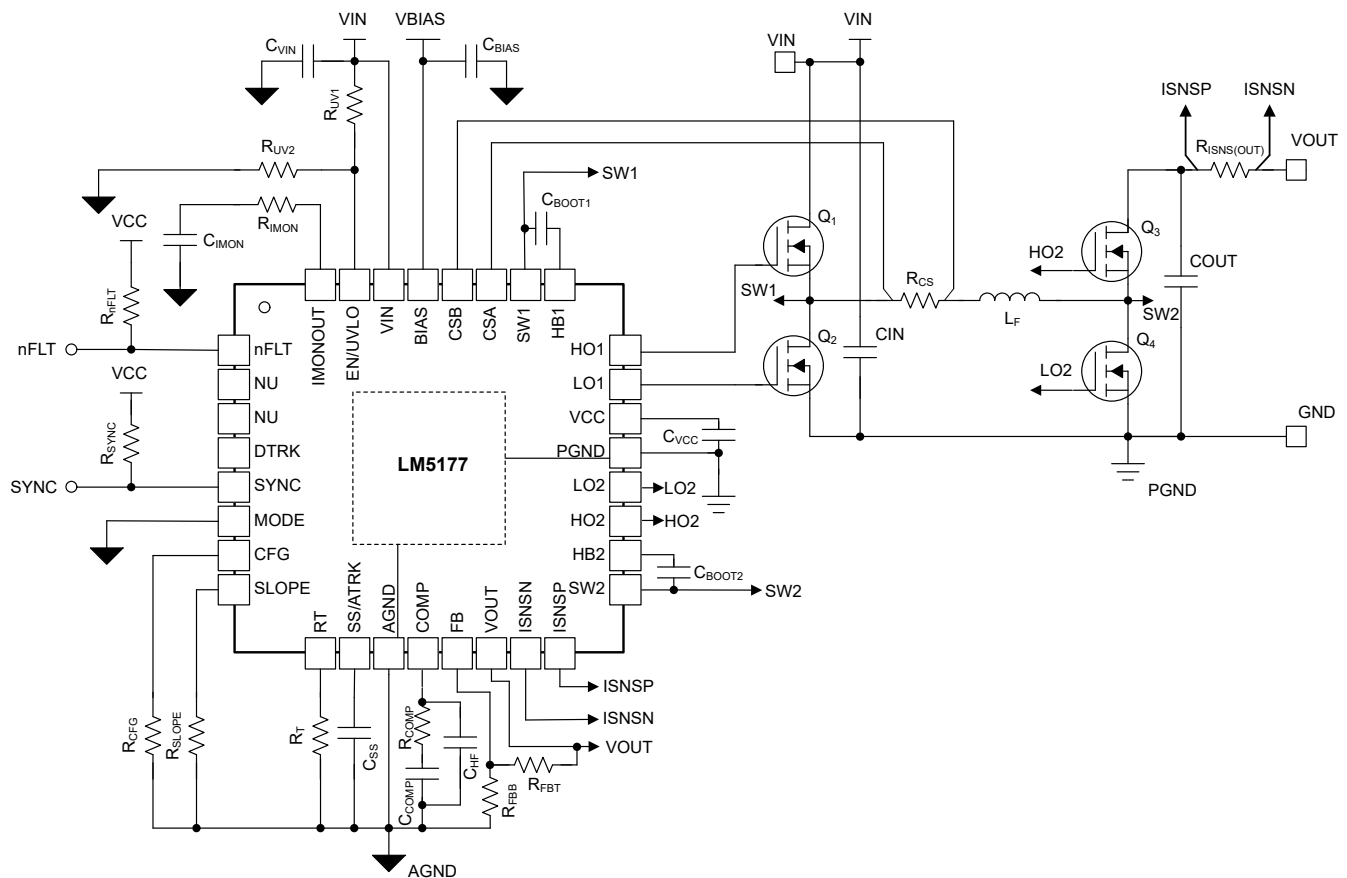 VIN
VBIAS
VIN
VIN
CVIN
CBIAS
ISNSP
ISNSN
RUV1
RISNS(OUT)
VOUT
RUV2
SW1
VCC
RIMON
CIMON
CBOOT1
Q1
Q3
HO2
COUT
RnFLT
SW1
RCS
LF
SW2
IMONOUT
EN/UVLO
VIN
BIAS
CSB
CSA
SW1
HB1
nFLT
nFLT
HO1
Q2
CIN
Q4
VCC
NU
LO1
LO2
NU
VCC
CVCC
GND
RSYNC
DTRK
LM5177
PGND
SYNC
SYNC
LO2
LO2
PGND
MODE
HO2
HO2
CFG
HB2
CBOOT2
SLOPE
SW2
SW2
RT
SS/ATRK
AGND
COMP
FB
VOUT
ISNSN
ISNSP
ISNSP
ISNSN
RCFG
RSLOPE
RT
CSS
RCOMP
CHF
VOUT
RFBT
CCOMP
RFBB
AGND